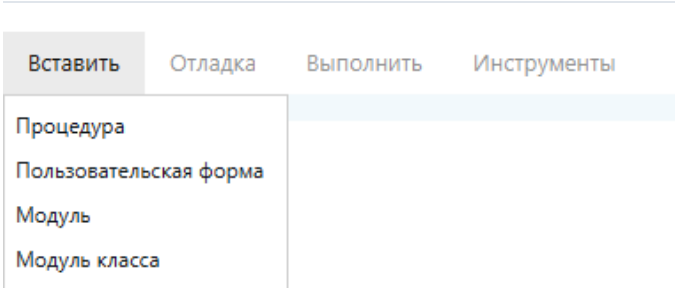 Вставить Отладка Выполнить Инструменты
Процедура
Пользовательская форма
Модуль
Модуль класса